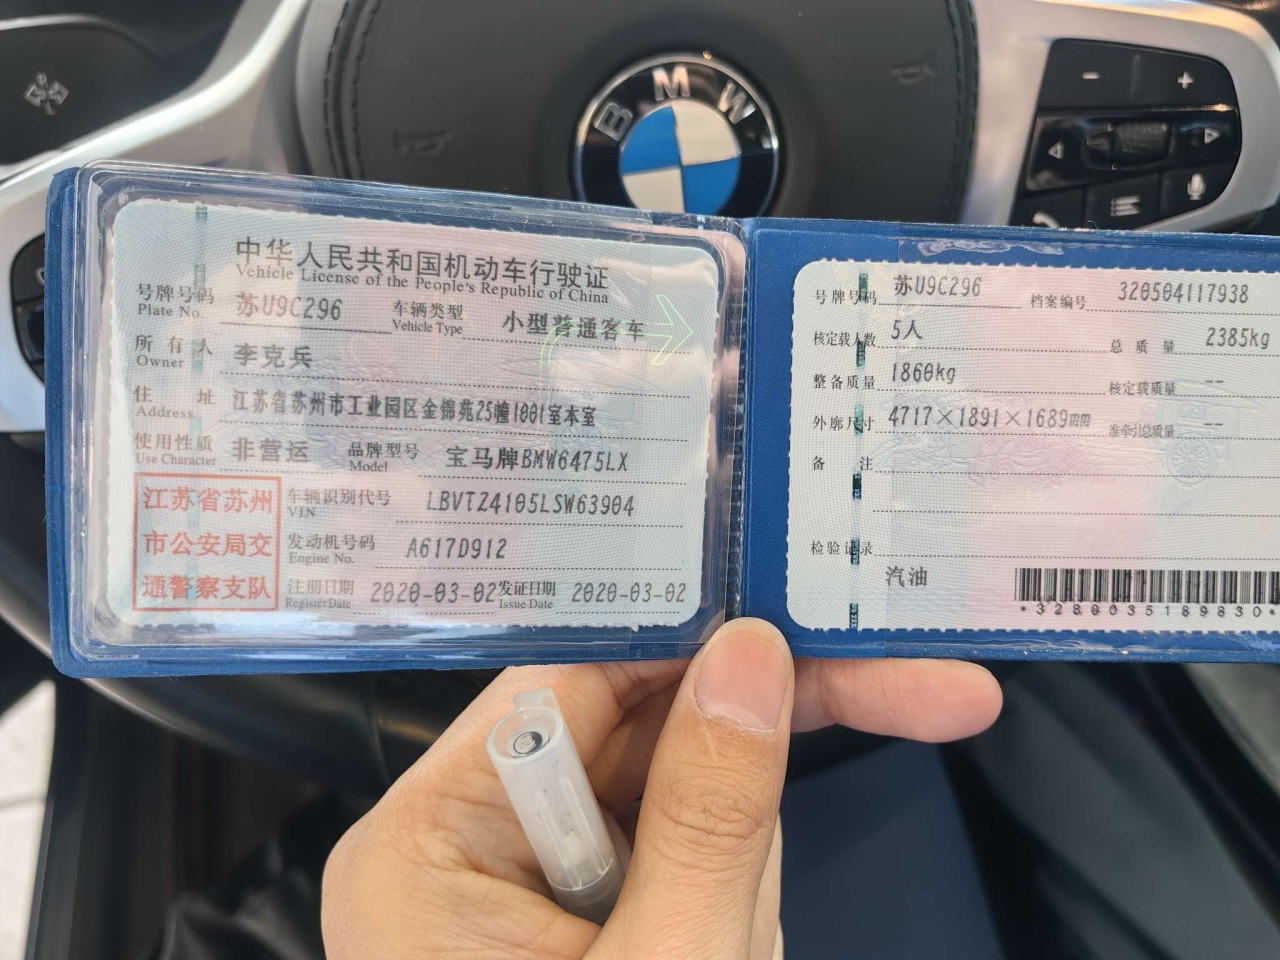 BMW
中华人民共和国机动车行驶证
Vehicle License of the People's Republic of China
号牌号码 苏U9C296 车辆类型 小型普通客车
Plate No. Vehicle Type
所有人 李克兵
Owner
住址 江苏省苏州市工业园区金锦苑25幢1001室本室
Address
使用性质 非营运 品牌型号 宝马牌BMW6475LX
Use Character Model
江苏省苏州
市公安局交
通警察支队
车辆识别代号 LBVTZ4105LSW63904
VIN
发动机号码 A617D912
Engine No.
注册日期 2020-03-02 发证日期 2020-03-02
Register Date Issue Date
号牌号码 苏U9C296 档案编号 320504117938
核定载人数 5人 总质量 2385kg
整备质量 1860kg 核定载质量 --
外廓尺寸 4717×1891×1689mm 准牵引总质量 --
备注
检验记录
汽油
*3280035189830*